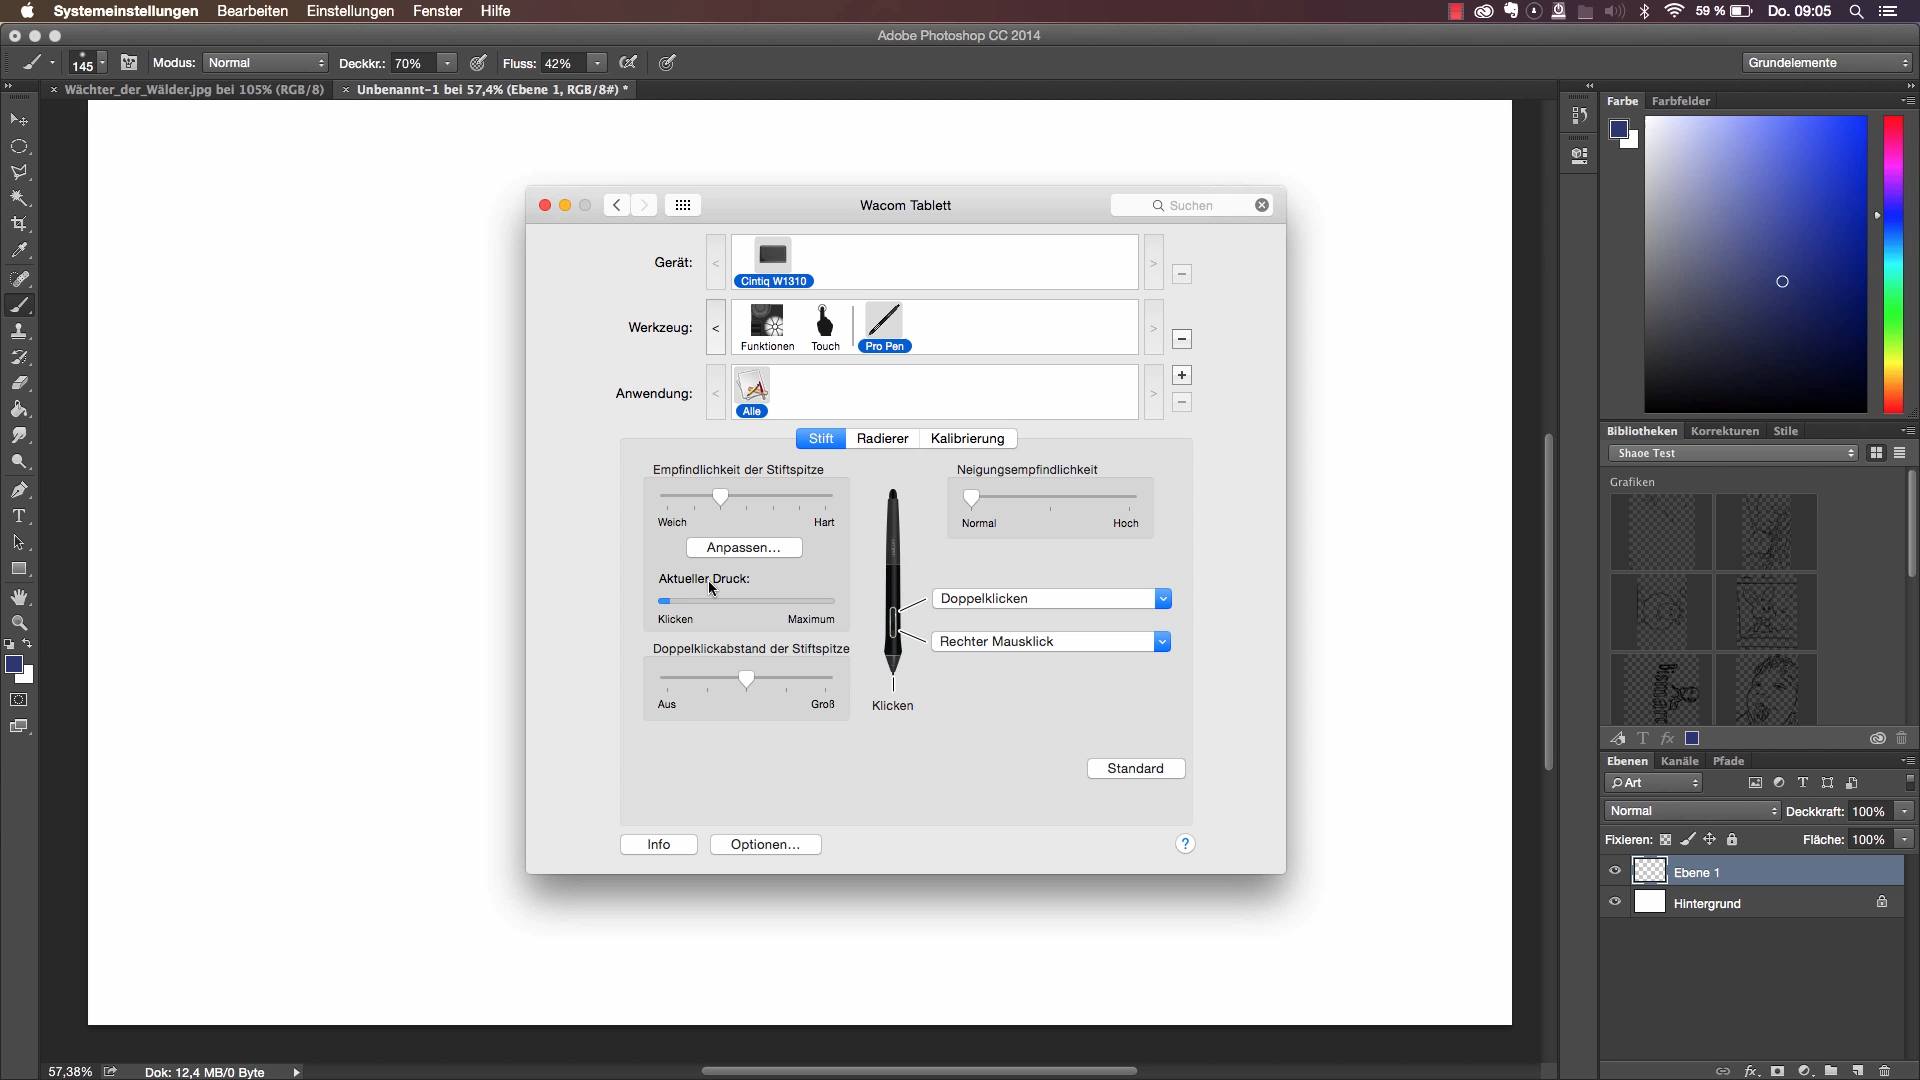 Systemeinstellungen Bearbeiten Einstellungen Fenster Hilfe
59 % Do. 09:05
Adobe Photoshop CC 2014
145 Modus: Normal Deckkr.: 70% Fluss: 42% Grundelemente
× Wächter_der_Wälder.jpg bei 105% (RGB/8) × Unbenannt-1 bei 57,4% (Ebene 1, RGB/8#) *
Farbe Farbfelder
Wacom Tablett
Suchen
Gerät:
Cintiq W1310
Werkzeug:
Funktionen Touch Pro Pen
Anwendung:
Alle
Stift Radierer Kalibrierung
Empfindlichkeit der Stiftspitze
Weich Hart
Anpassen...
Aktueller Druck:
Klicken Maximum
Doppelklickabstand der Stiftspitze
Aus Groß
Neigungsempfindlichkeit
Normal Hoch
Doppelklicken
Rechter Mausklick
Klicken
Standard
Info Optionen... ?
Bibliotheken Korrekturen Stile
Shaoe Test
Grafiken
Bismarr
Ebenen Kanäle Pfade
Art
Normal Deckkraft: 100%
Fixieren: Fläche: 100%
Ebene 1
Hintergrund
57,38% Dok: 12,4 MB/0 Byte